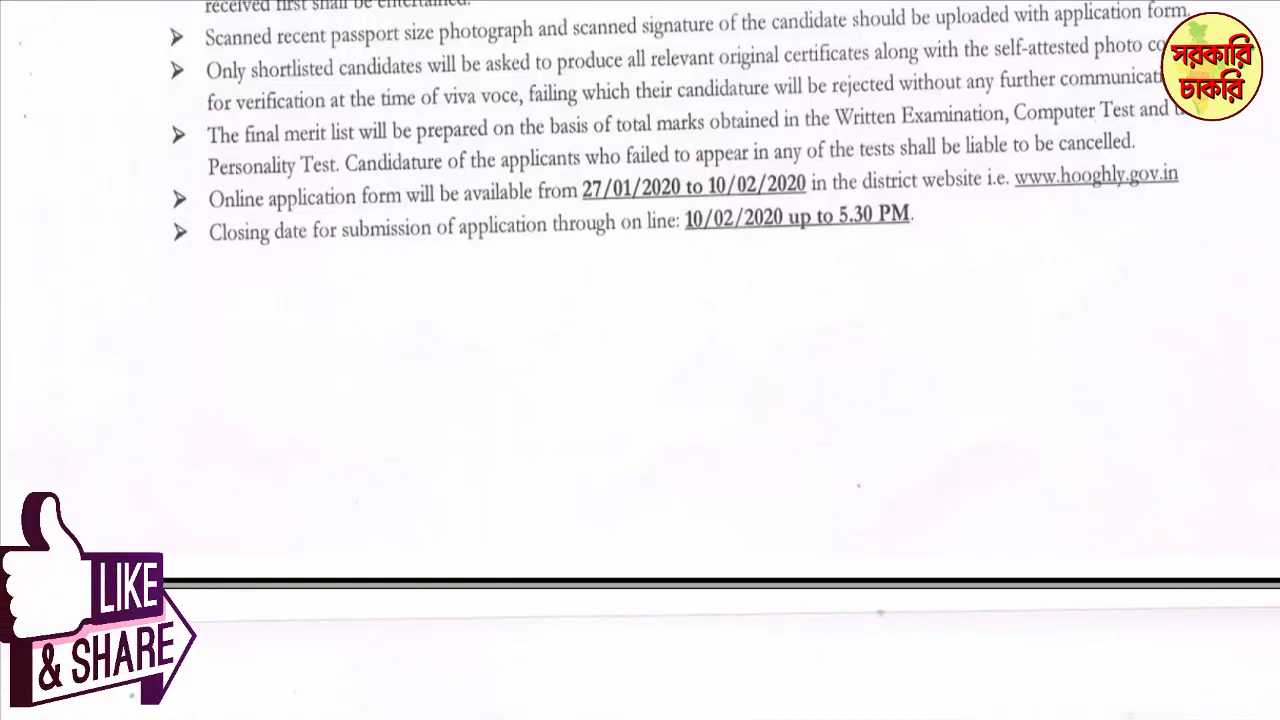 received first shall be entertained.
➤ Scanned recent passport size photograph and scanned signature of the candidate should be uploaded with application form.
➤ Only shortlisted candidates will be asked to produce all relevant original certificates along with the self-attested photo co
for verification at the time of viva voce, failing which their candidature will be rejected without any further communicati
➤ The final merit list will be prepared on the basis of total marks obtained in the Written Examination, Computer Test and
Personality Test. Candidature of the applicants who failed to appear in any of the tests shall be liable to be cancelled.
➤ Online application form will be available from 27/01/2020 to 10/02/2020 in the district website i.e. www.hooghly.gov.in
➤ Closing date for submission of application through on line: 10/02/2020 up to 5.30 PM.
সরকারি
চাকরি
LIKE
& SHARE